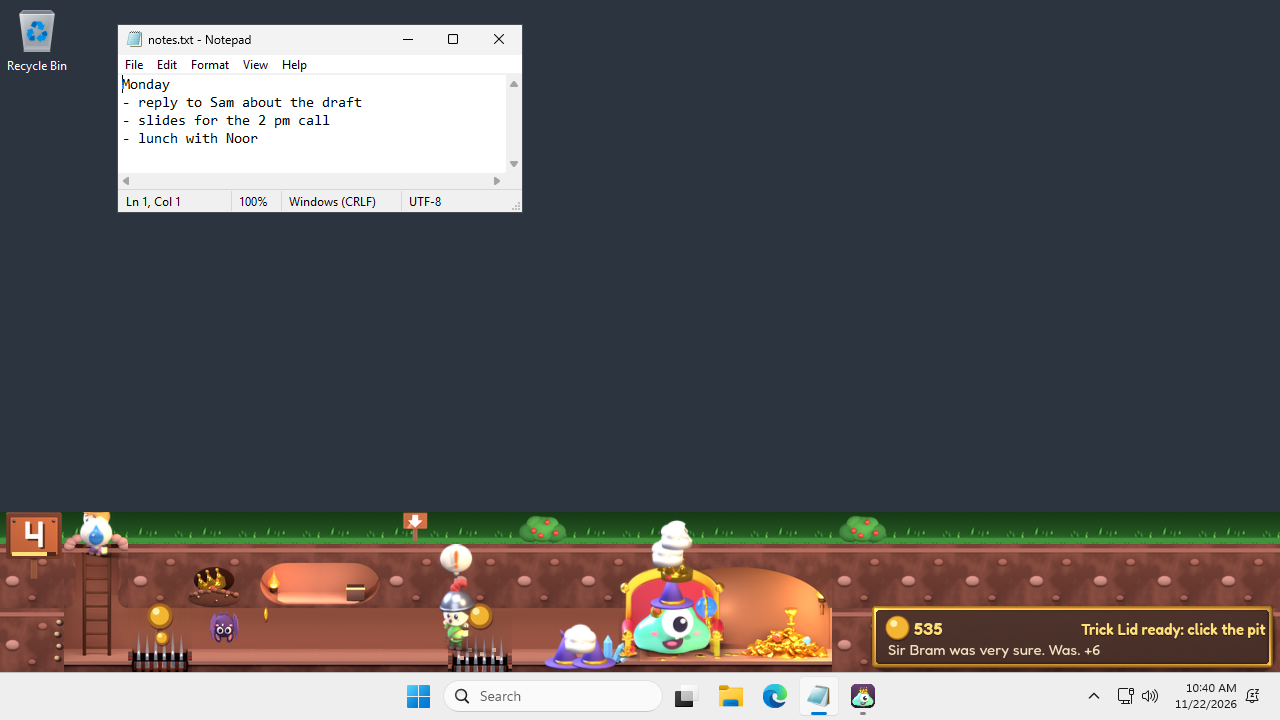 Recycle Bin
notes.txt - Notepad
File Edit Format View Help
Monday
- reply to Sam about the draft
- slides for the 2 pm call
- lunch with Noor
Ln 1, Col 1 100% Windows (CRLF) UTF-8
4
!
535 Trick Lid ready: click the pit
Sir Bram was very sure. Was. +6
Search
10:40 AM
11/22/2026